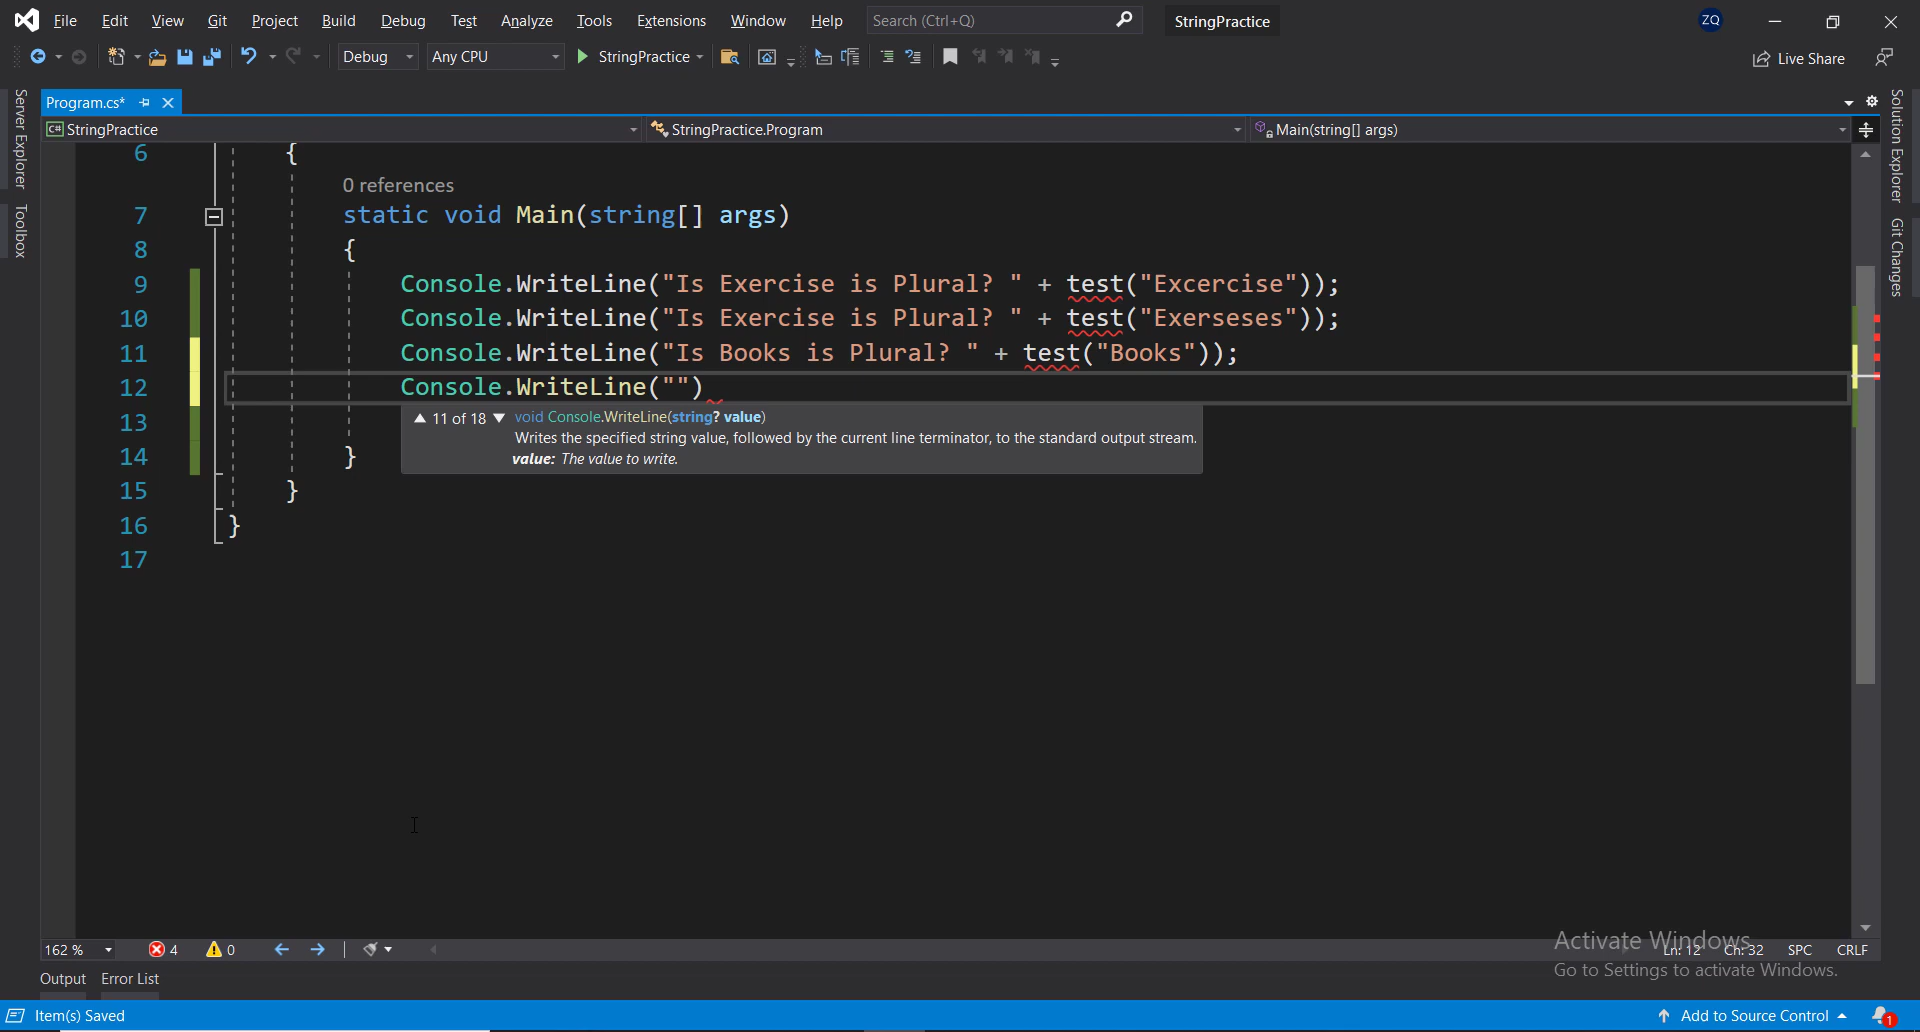 File Edit View Git Project Build Debug Test Analyze Tools Extensions Window Help Search (Ctrl+Q) StringPractice ZQ
Debug Any CPU StringPractice Live Share
Server Explorer
Toolbox
Program.cs*
C# StringPractice StringPractice.Program Main(string[] args)
Solution Explorer
Git Changes
6 {
0 references
7 static void Main(string[] args)
8 {
9 Console.WriteLine("Is Exercise is Plural? " + test("Excercise"));
10 Console.WriteLine("Is Exercise is Plural? " + test("Exerseses"));
11 Console.WriteLine("Is Books is Plural? " + test("Books"));
12 Console.WriteLine("")
13
▲ 11 of 18 ▼ void Console.WriteLine(string? value)
Writes the specified string value, followed by the current line terminator, to the standard output stream.
value: The value to write.
14 }
15 }
16 }
17
Activate Windows
Go to Settings to activate Windows.
162 % 4 0 Ln: 12 Ch: 32 SPC CRLF
Output Error List
Item(s) Saved Add to Source Control 1